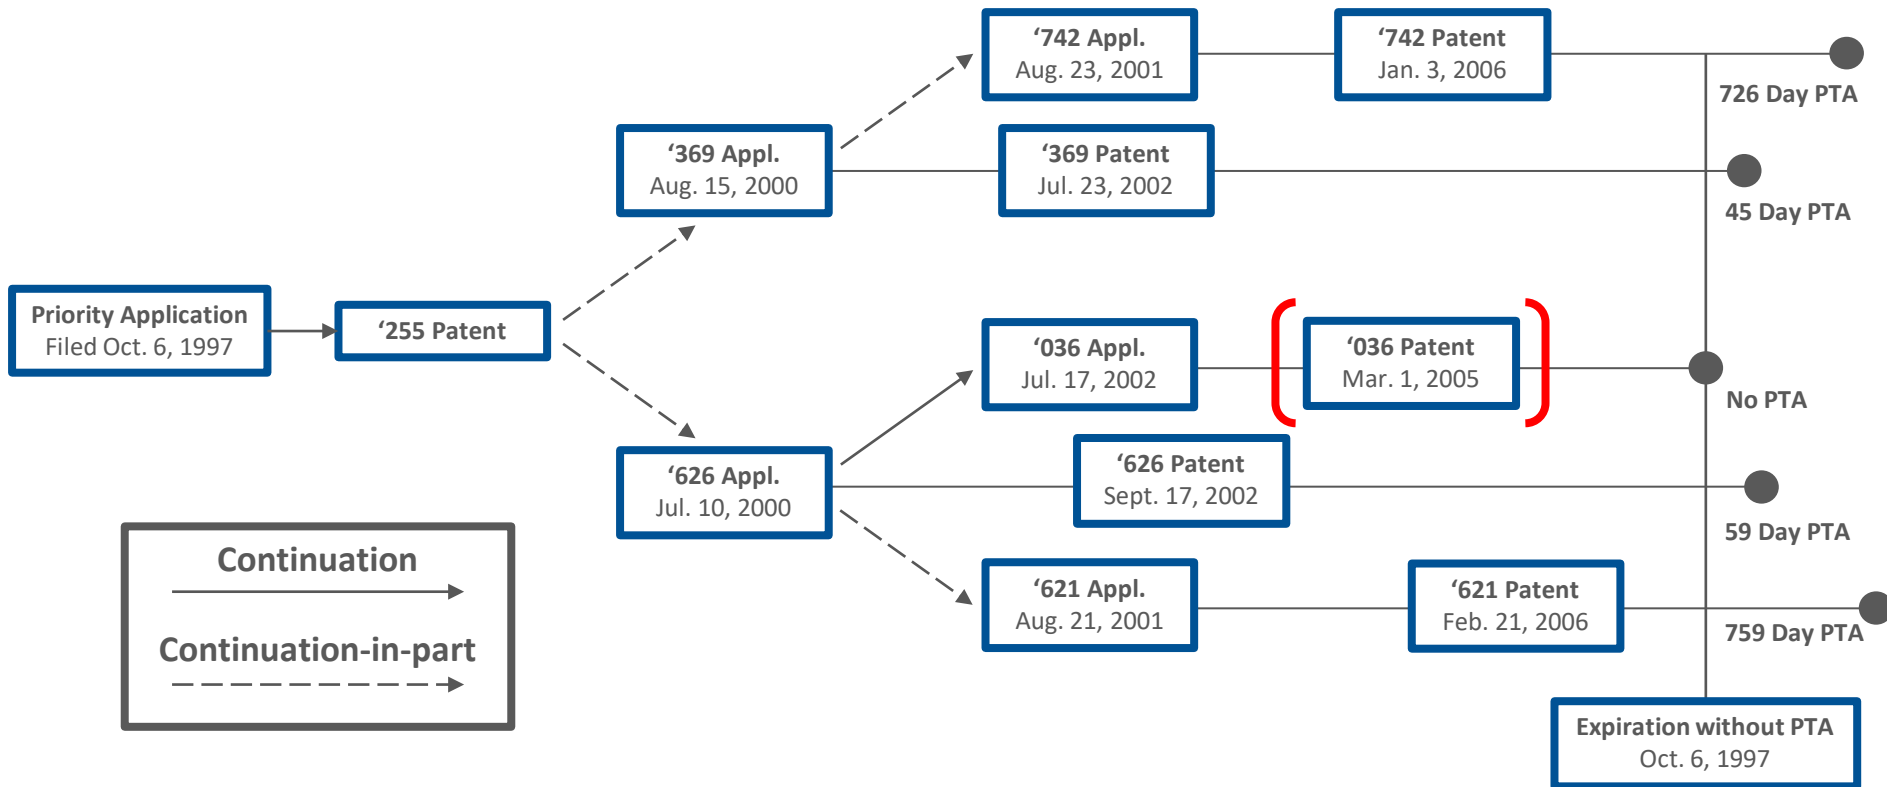 ‘742 Appl.
Aug. 23, 2001
‘742 Patent
Jan. 3, 2006
726 Day PTA
‘369 Appl.
Aug. 15, 2000
‘369 Patent
Jul. 23, 2002
45 Day PTA
Priority Application
Filed Oct. 6, 1997
‘255 Patent
‘036 Appl.
Jul. 17, 2002
‘036 Patent
Mar. 1, 2005
No PTA
‘626 Appl.
Jul. 10, 2000
‘626 Patent
Sept. 17, 2002
59 Day PTA
‘621 Appl.
Aug. 21, 2001
‘621 Patent
Feb. 21, 2006
759 Day PTA
Continuation
Continuation-in-part
Expiration without PTA
Oct. 6, 1997